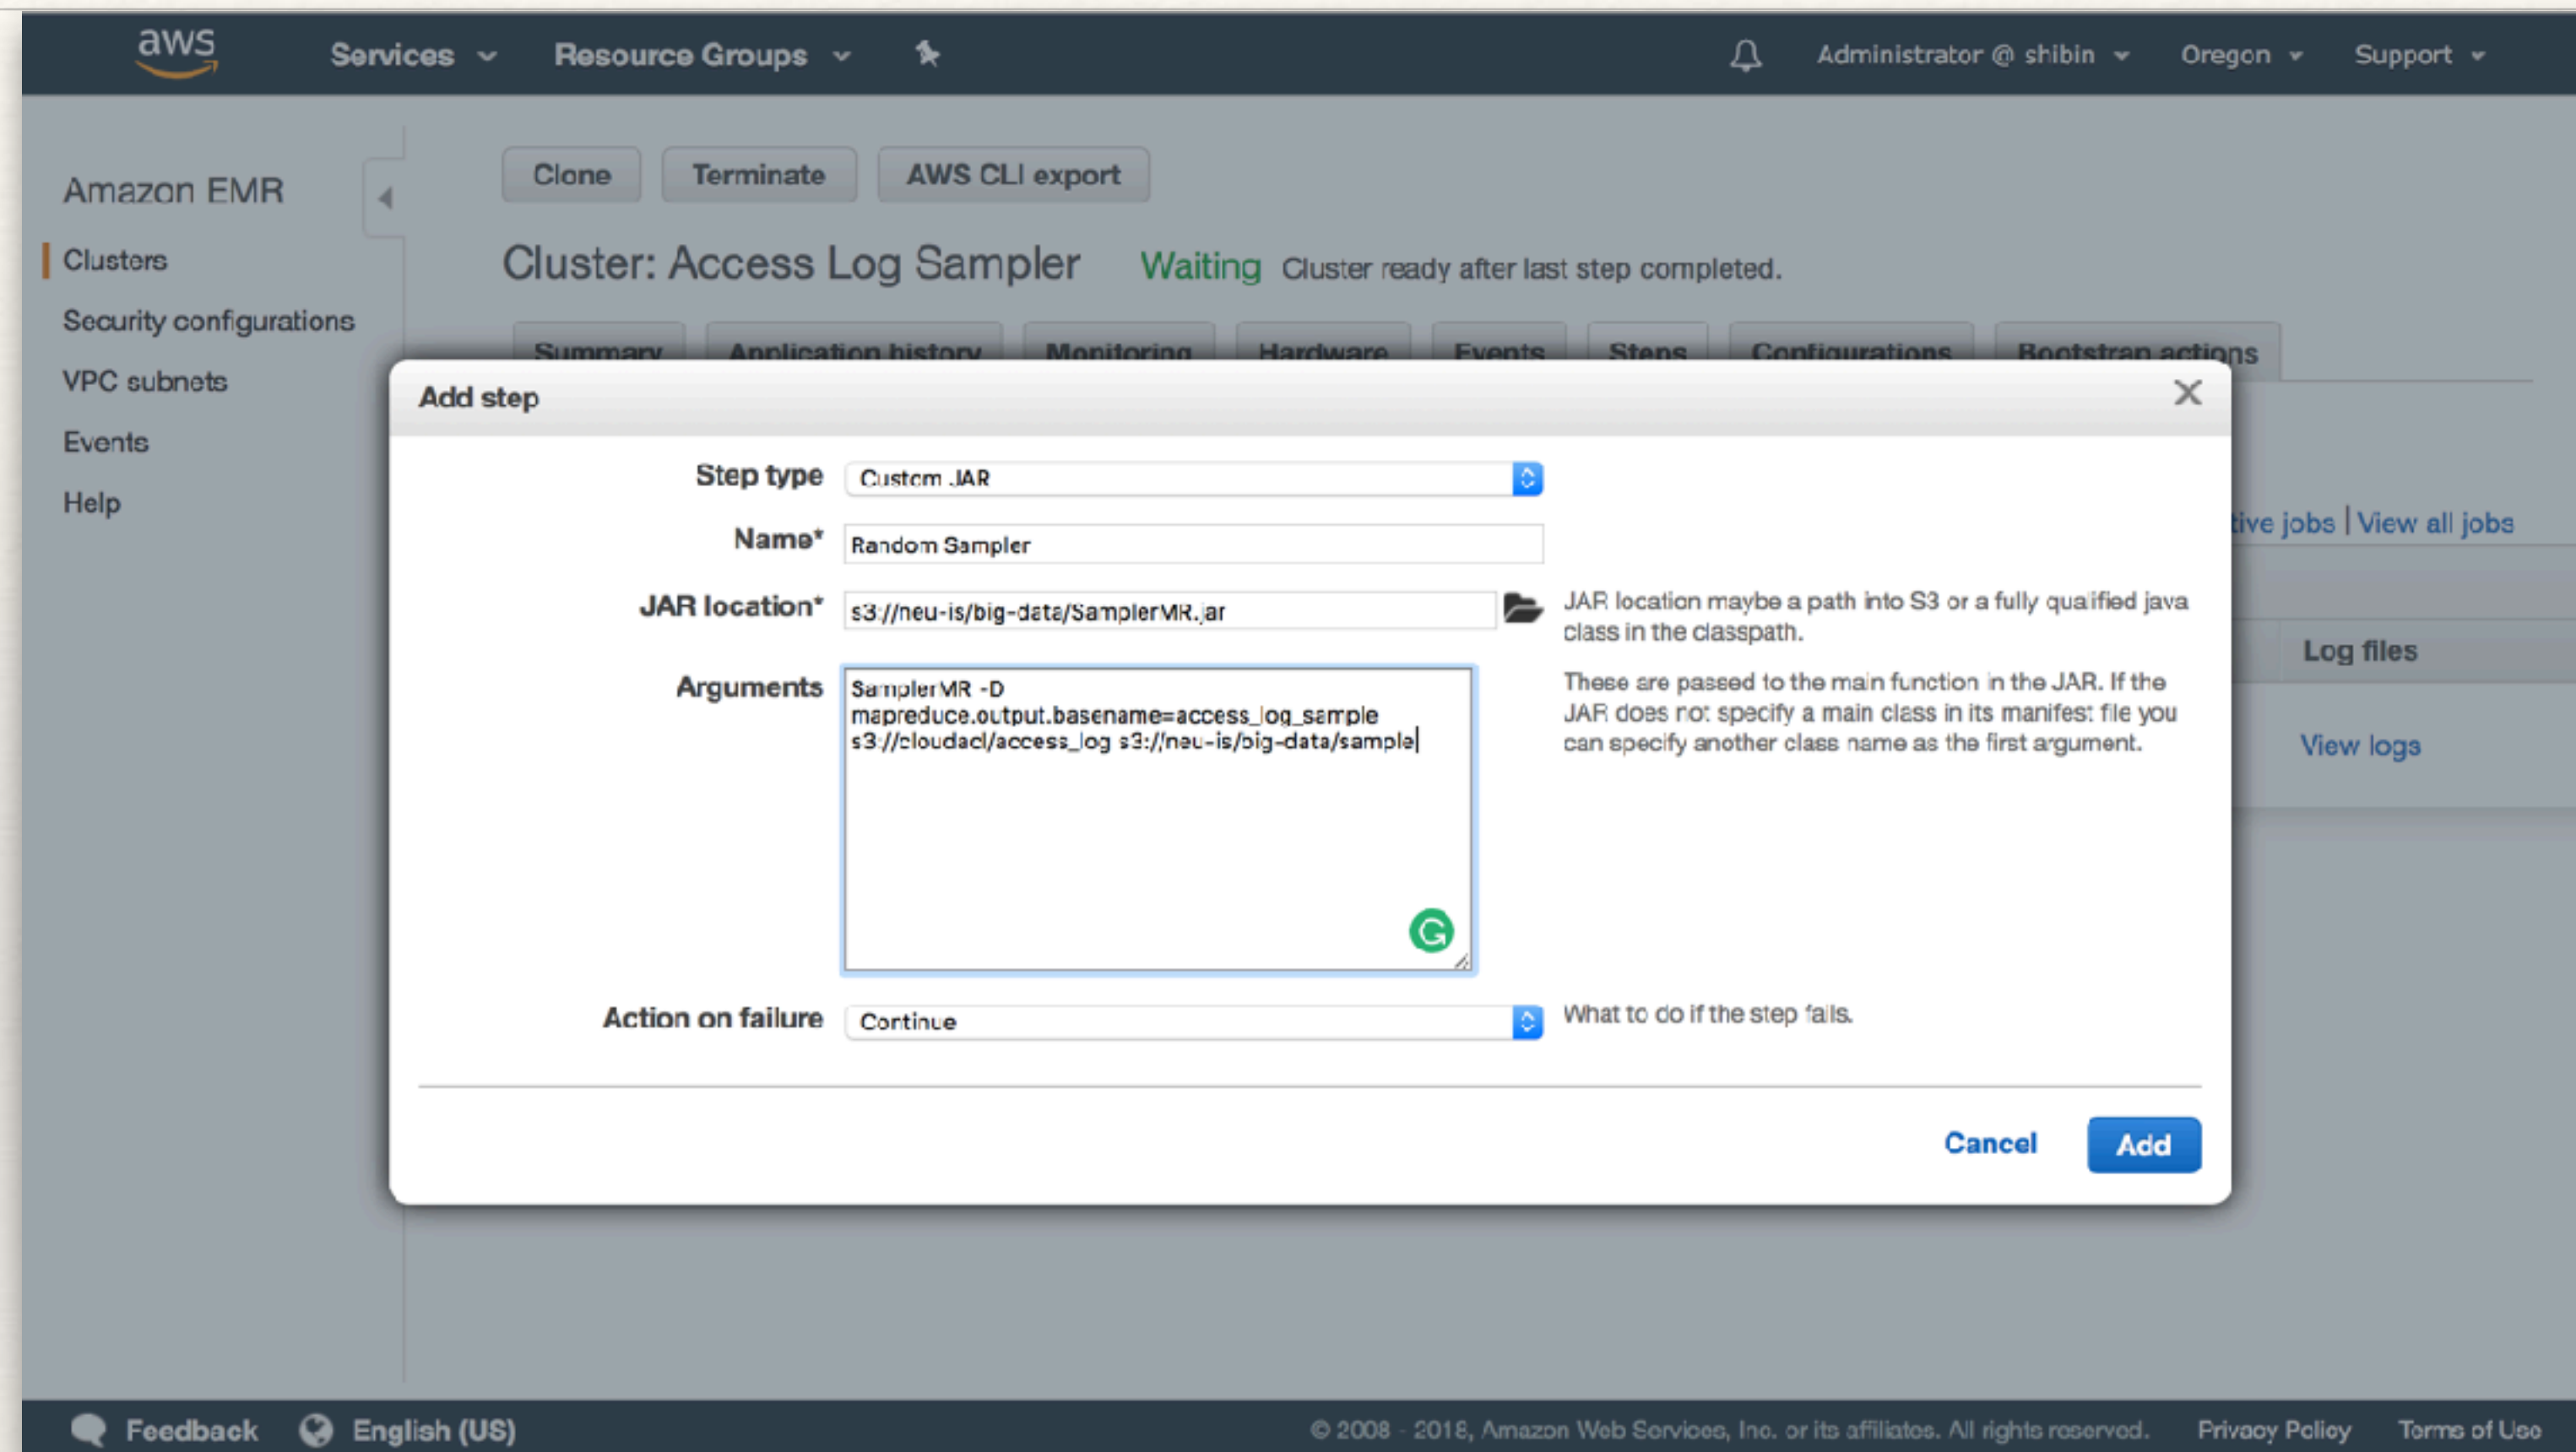 aws
Services
Resource Groups
Administrator @ shibin
Oregon
Support
Amazon EMR
Clusters
Security configurations
VPC subnets
Events
Help
Clone
Terminate
AWS CLI export
Cluster: Access Log Sampler
Waiting
Cluster ready after last step completed.
Summary
Application history
Monitoring
Hardware
Events
Steps
Configurations
Bootstrap actions
Add step
Step type
Custom JAR
Name*
Random Sampler
JAR location*
s3://neu-is/big-data/SamplerMR.jar
JAR location maybe a path into S3 or a fully qualified java
class in the classpath.
Arguments
SamplerMR -D
mapreduce.output.basename=access_log_sample
s3://cloudacl/access_log s3://neu-is/big-data/sample
These are passed to the main function in the JAR. If the
JAR does not specify a main class in its manifest file you
can specify another class name as the first argument.
Action on failure
Continue
What to do if the step fails.
Cancel
Add
tive jobs | View all jobs
Log files
View logs
Feedback
English (US)
© 2008 - 2018, Amazon Web Services, Inc. or its affiliates. All rights reserved.
Privacy Policy
Terms of Use